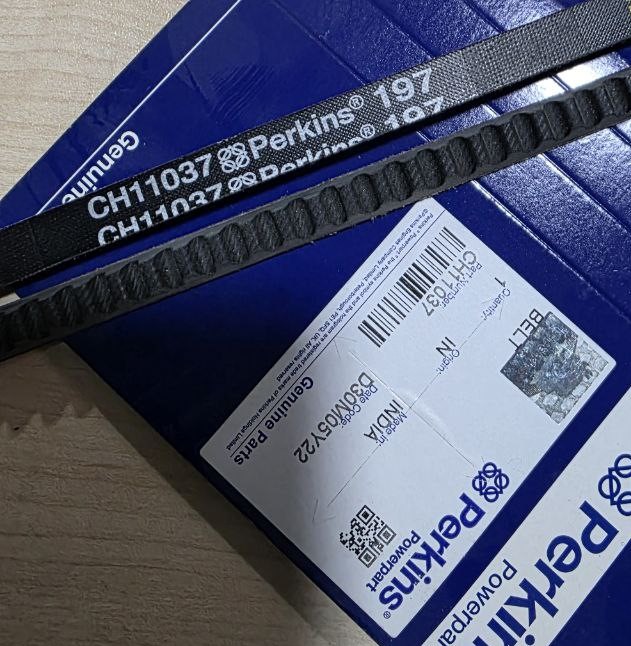 CH11037 Perkins® 197
CH11037 Perkins® 197
Genuine
Perkins®
Powerpart
BELT
Quantity:
1
Part Number:
CH11037
Origin:
IN
Made in:
INDIA
Date Code:
D30M05Y22
Genuine Parts
Perkins
Powerpart